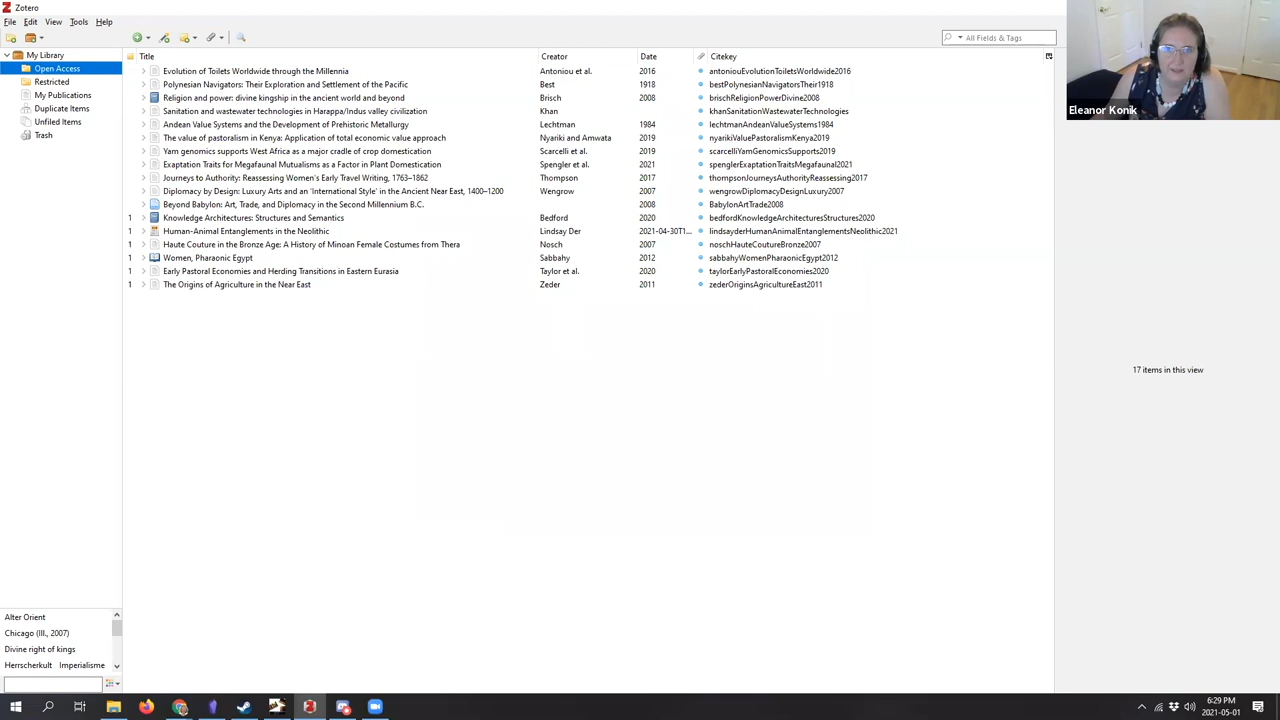 Zotero
File Edit View Tools Help
All Fields & Tags
My Library
Open Access
Restricted
My Publications
Duplicate Items
Unfiled Items
Trash
Title Creator Date Citekey
Evolution of Toilets Worldwide through the Millennia Antoniou et al. 2016 antoniouEvolutionToiletsWorldwide2016
Polynesian Navigators: Their Exploration and Settlement of the Pacific Best 1918 bestPolynesianNavigatorsTheir1918
Religion and power: divine kingship in the ancient world and beyond Brisch 2008 brischReligionPowerDivine2008
Sanitation and wastewater technologies in Harappa/Indus valley civilization Khan khanSanitationWastewaterTechnologies
Andean Value Systems and the Development of Prehistoric Metallurgy Lechtman 1984 lechtmanAndeanValueSystems1984
The value of pastoralism in Kenya: Application of total economic value approach Nyariki and Amwata 2019 nyarikiValuePastoralismKenya2019
Yam genomics supports West Africa as a major cradle of crop domestication Scarcelli et al. 2019 scarcelliYamGenomicsSupports2019
Exaptation Traits for Megafaunal Mutualisms as a Factor in Plant Domestication Spengler et al. 2021 spenglerExaptationTraitsMegafaunal2021
Journeys to Authority: Reassessing Women's Early Travel Writing, 1763–1862 Thompson 2017 thompsonJourneysAuthorityReassessing2017
Diplomacy by Design: Luxury Arts and an 'International Style' in the Ancient Near East, 1400–1200 Wengrow 2007 wengrowDiplomacyDesignLuxury2007
Beyond Babylon: Art, Trade, and Diplomacy in the Second Millennium B.C. 2008 BabylonArtTrade2008
1 Knowledge Architectures: Structures and Semantics Bedford 2020 bedfordKnowledgeArchitecturesStructures2020
1 Human-Animal Entanglements in the Neolithic Lindsay Der 2021-04-30T1... lindsayderHumanAnimalEntanglementsNeolithic2021
1 Haute Couture in the Bronze Age: A History of Minoan Female Costumes from Thera Nosch 2007 noschHauteCoutureBronze2007
1 Women, Pharaonic Egypt Sabbahy 2012 sabbahyWomenPharaonicEgypt2012
1 Early Pastoral Economies and Herding Transitions in Eastern Eurasia Taylor et al. 2020 taylorEarlyPastoralEconomies2020
1 The Origins of Agriculture in the Near East Zeder 2011 zederOriginsAgricultureEast2011
17 items in this view
Eleanor Konik
Alter Orient
Chicago (Ill., 2007)
Divine right of kings
Herrscherkult Imperialisme
6:29 PM
2021-05-01